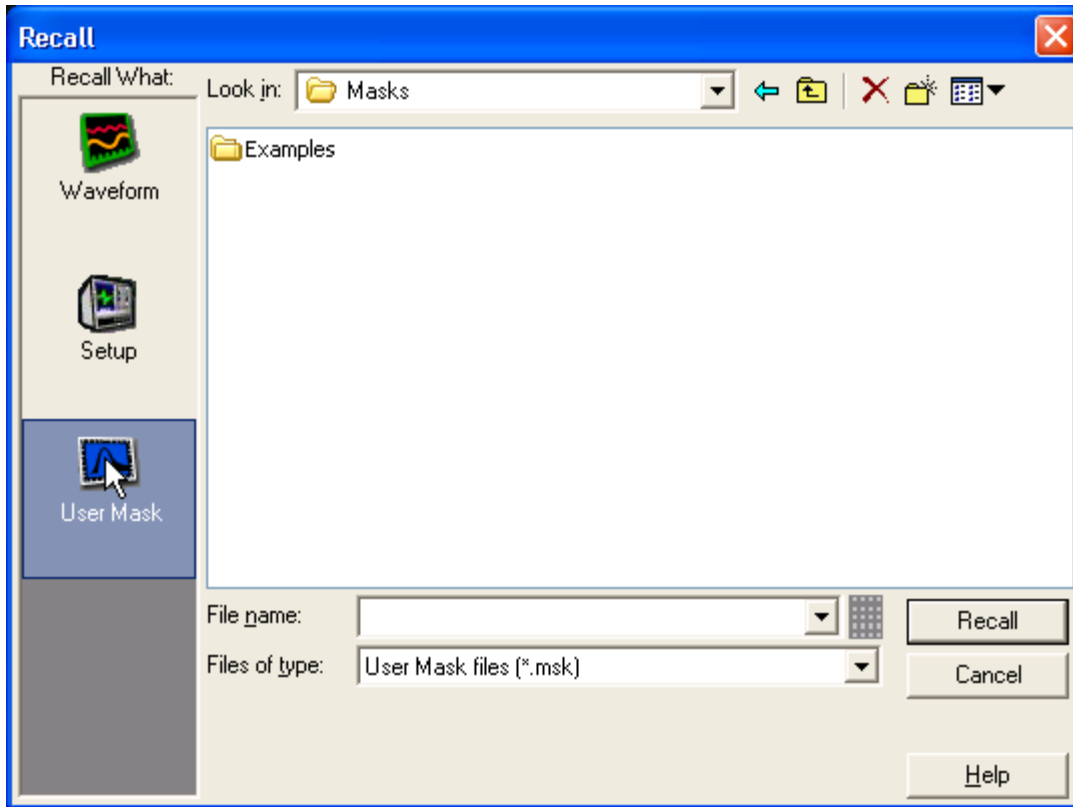 Recall
Recall What:
Look in:
Masks
Waveform
Setup
User Mask
Examples
File name:
Recall
Files of type:
User Mask files (*.msk)
Cancel
Help